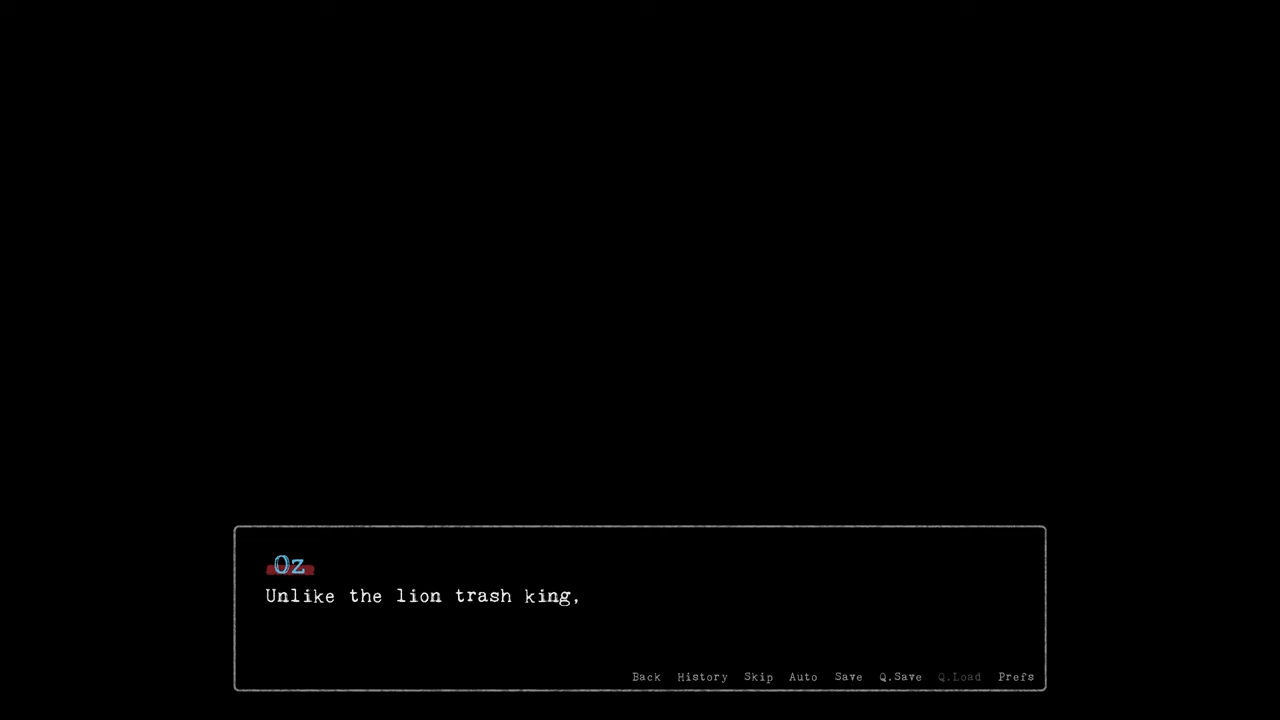 Oz
Unlike the lion trash king,
Back History Skip Auto Save Q.Save Q.Load Prefs